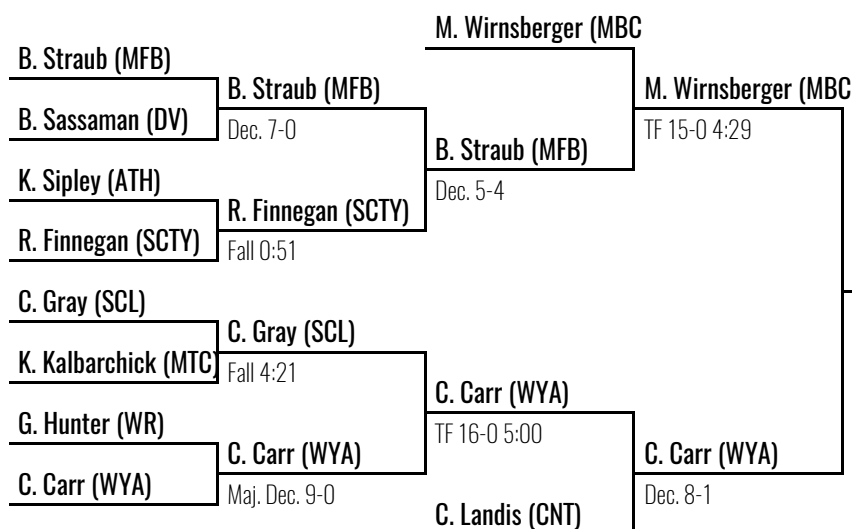 M. Wirnsberger (MBC
B. Straub (MFB)
B. Straub (MFB)
M. Wirnsberger (MBC
B. Sassaman (DV)
Dec. 7-0
TF 15-0 4:29
B. Straub (MFB)
K. Sipley (ATH)
Dec. 5-4
R. Finnegan (SCTY)
R. Finnegan (SCTY)
Fall 0:51
C. Gray (SCL)
C. Gray (SCL)
K. Kalbarchick (MTC)
Fall 4:21
C. Carr (WYA)
G. Hunter (WR)
TF 16-0 5:00
C. Carr (WYA)
C. Carr (WYA)
C. Carr (WYA)
Maj. Dec. 9-0
Dec. 8-1
C. Landis (CNT)